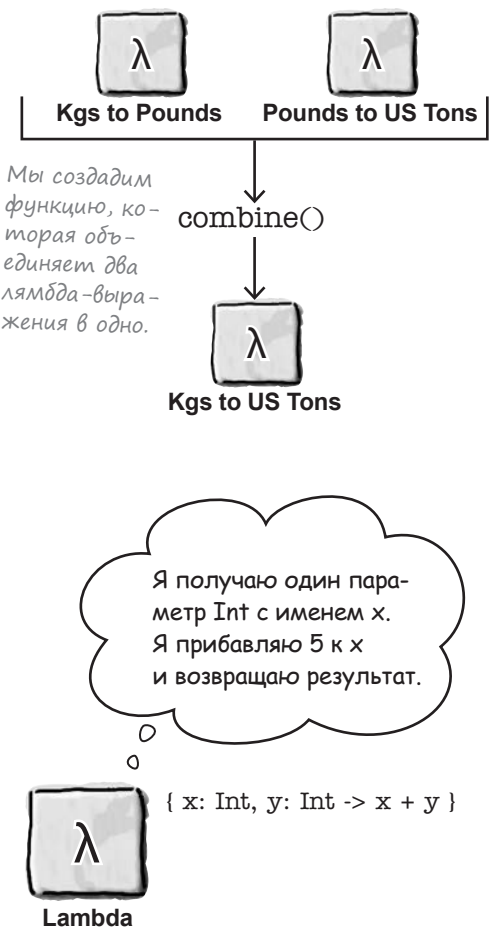 λ
λ
Kgs to Pounds
Pounds to US Tons
Мы создадим
функцию, ко-
торая объ-
единяет два
лямбда-выра-
жения в одно.
combine()
λ
Kgs to US Tons
Я получаю один пара-
метр Int с именем x.
Я прибавляю 5 к x
и возвращаю результат.
{ x: Int, y: Int -> x + y }
λ
Lambda